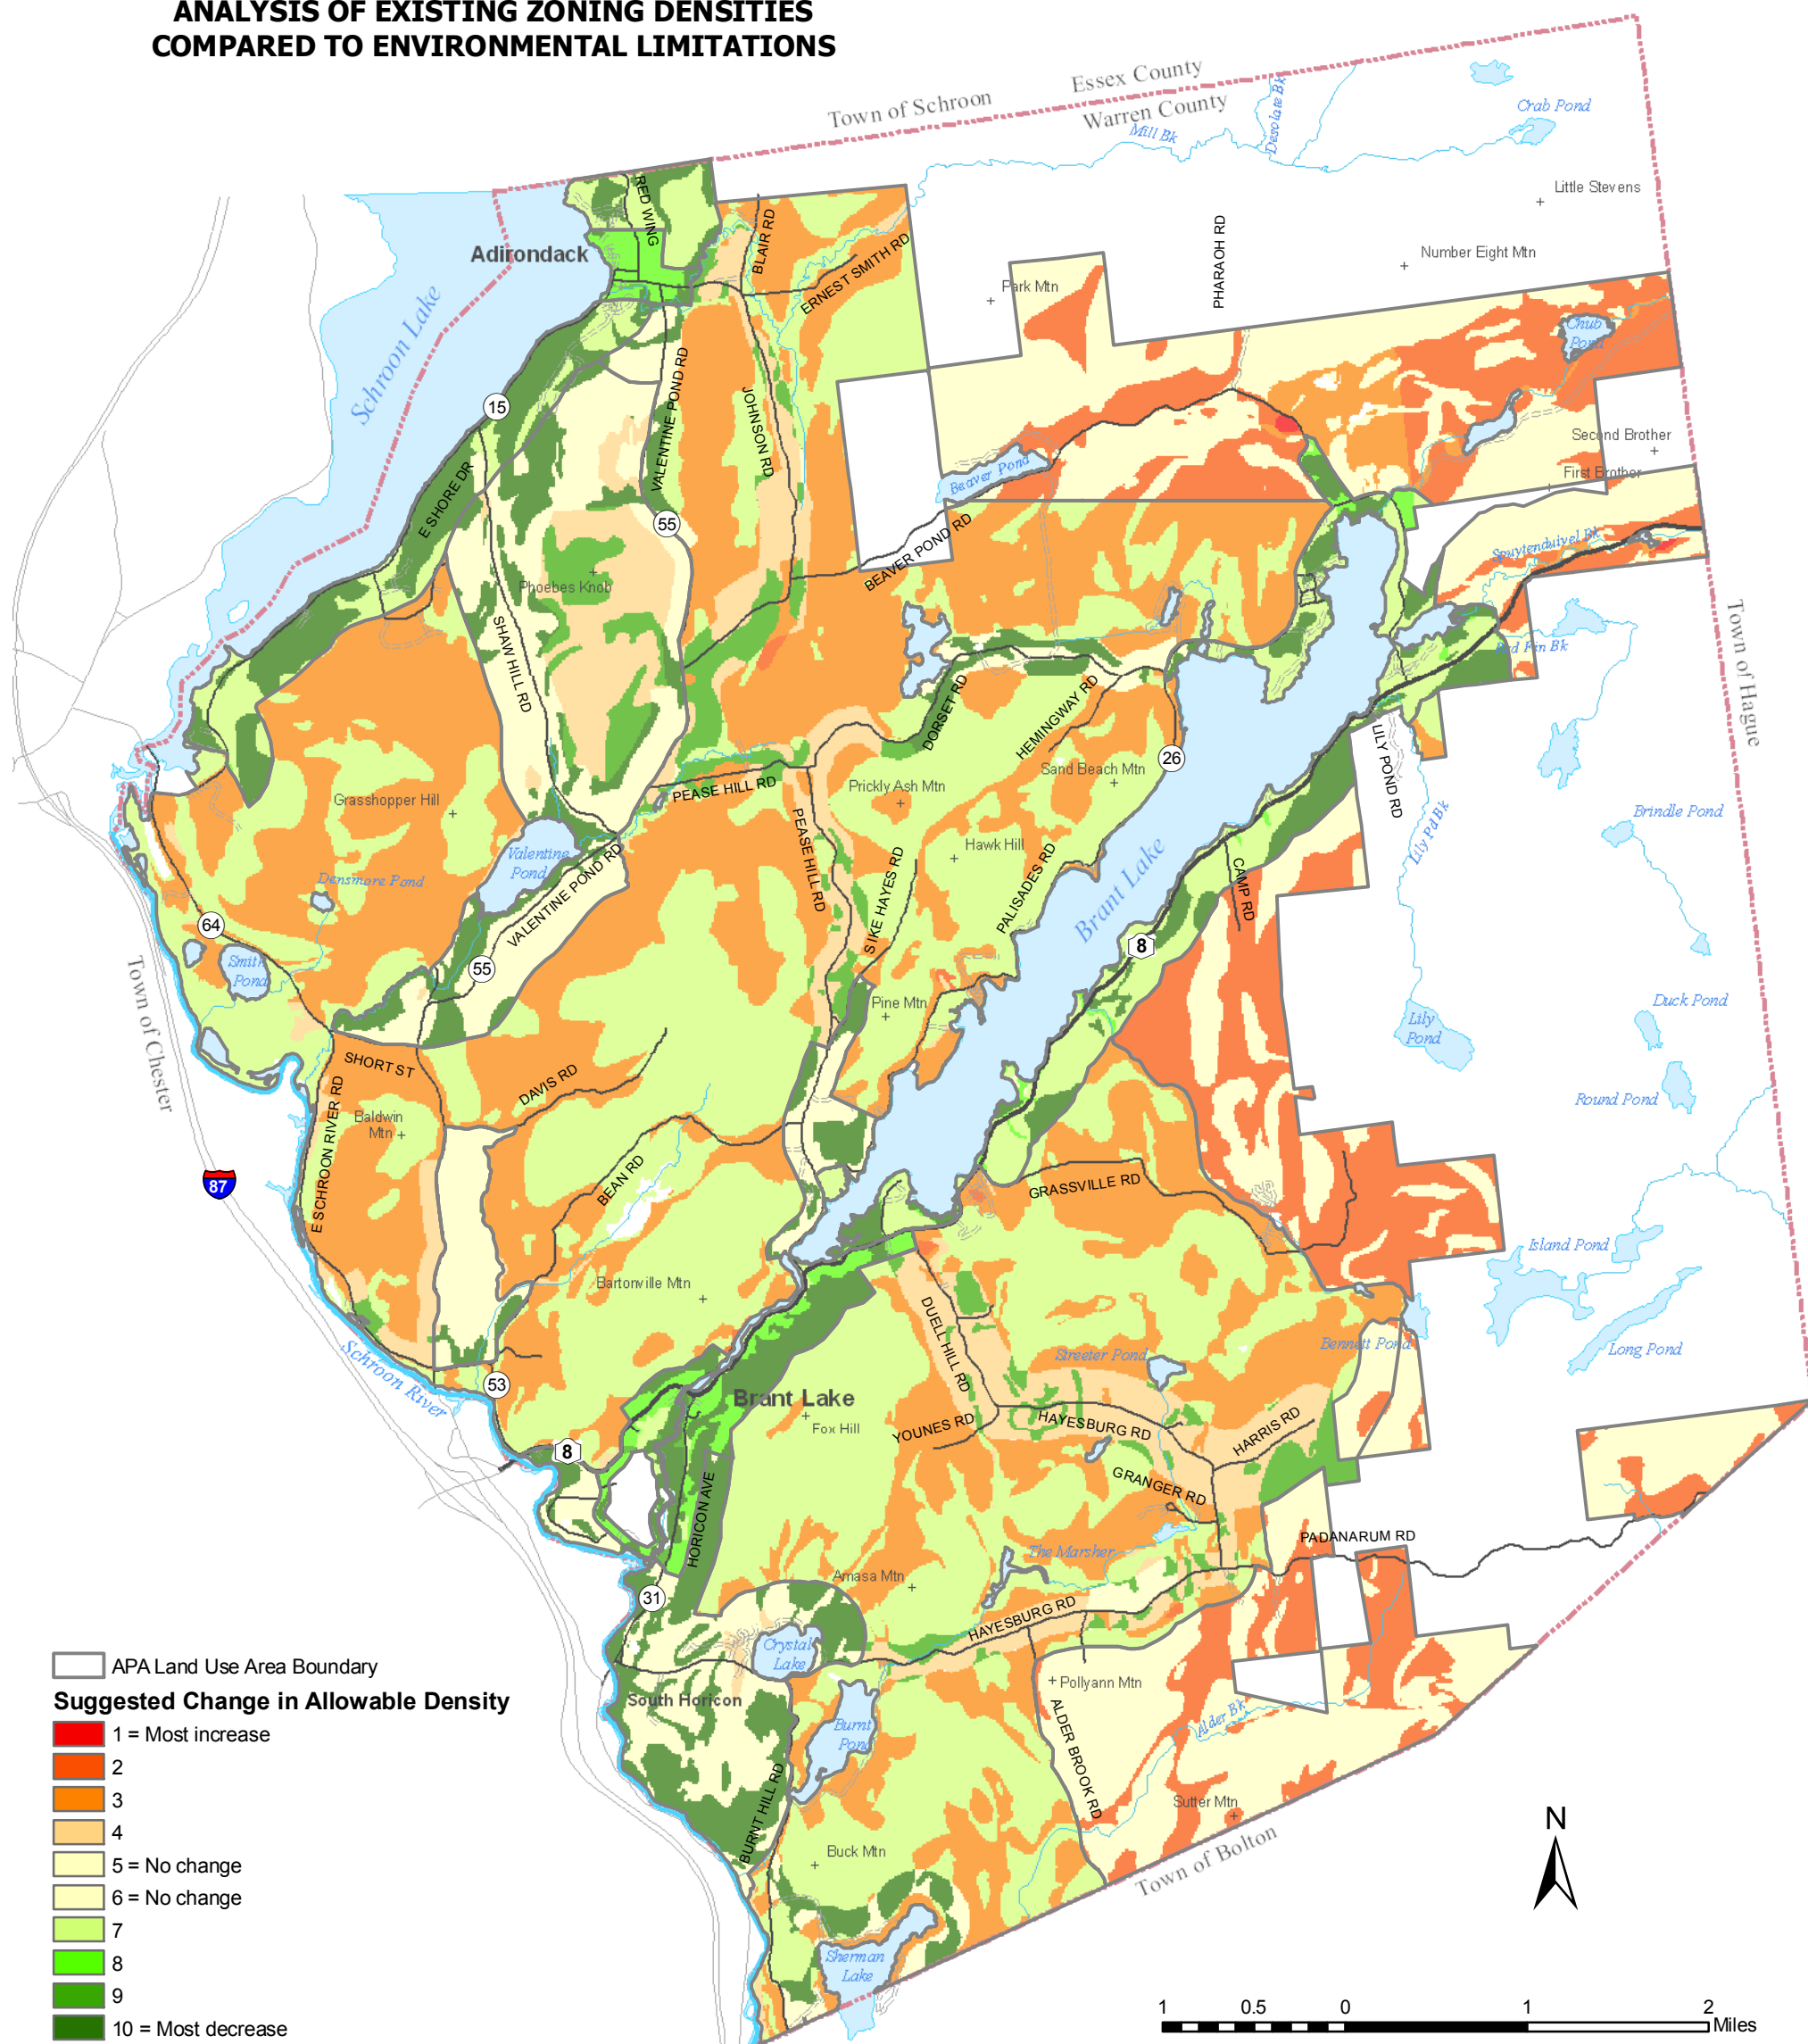 ANALYSIS OF EXISTING ZONING DENSITIES
COMPARED TO ENVIRONMENTAL LIMITATIONS
Essex County
Town of Schroon
Warren County
Mill Bk
Desolate Bk
Crab Pond
Little Stevens
RED WING
Adirondack
BLAIR RD
ERNEST SMITH RD
PHARAOH RD
Number Eight Mtn
Park Mtn
Schroon Lake
Chub
Pond
15
VALENTINE POND RD
JOHNSON RD
Second Brother
First Brother
Beaver Pond
E SHORE DR
55
BEAVER POND RD
Spuytenduivel Bk
Phoebes Knob
SHAW HILL RD
Red Fin Bk
Town of Hague
DORSET RD
HEMINGWAY RD
26
LILY POND RD
Sand Beach Mtn
PEASE HILL RD
Prickly Ash Mtn
Grasshopper Hill
PEASE HILL RD
Hawk Hill
Brindle Pond
Lily Pd Bk
Valentine
Pond
VALENTINE POND RD
SIKE HAYES RD
PALISADES RD
Brant Lake
CAMP RD
Densmore Pond
64
8
Smith
Pond
55
Town of Chester
Pine Mtn
Duck Pond
Lily
Pond
SHORT ST
DAVIS RD
Round Pond
E SCHROON RIVER RD
Baldwin
Mtn
87
BEAN RD
GRASSVILLE RD
Island Pond
Bartonville Mtn
DUELL HILL RD
Bennett Pond
Streeter Pond
Long Pond
Schroon River
53
Brant Lake
Fox Hill
YOUNES RD
HAYESBURG RD
HARRIS RD
8
GRANGER RD
HORICON AVE
PADANARUM RD
The Marsher
Amasa Mtn
31
HAYESBURG RD
Crystal
Lake
Pollyann Mtn
South Horicon
Burnt
Pond
ALDER BROOK RD
Alder Bk
BURNT HILL RD
Sutter Mtn
Buck Mtn
Town of Bolton
Sherman
Lake
APA Land Use Area Boundary
Suggested Change in Allowable Density
1 = Most increase
2
3
4
5 = No change
6 = No change
7
8
9
10 = Most decrease
N
1 0.5 0 1 2
Miles